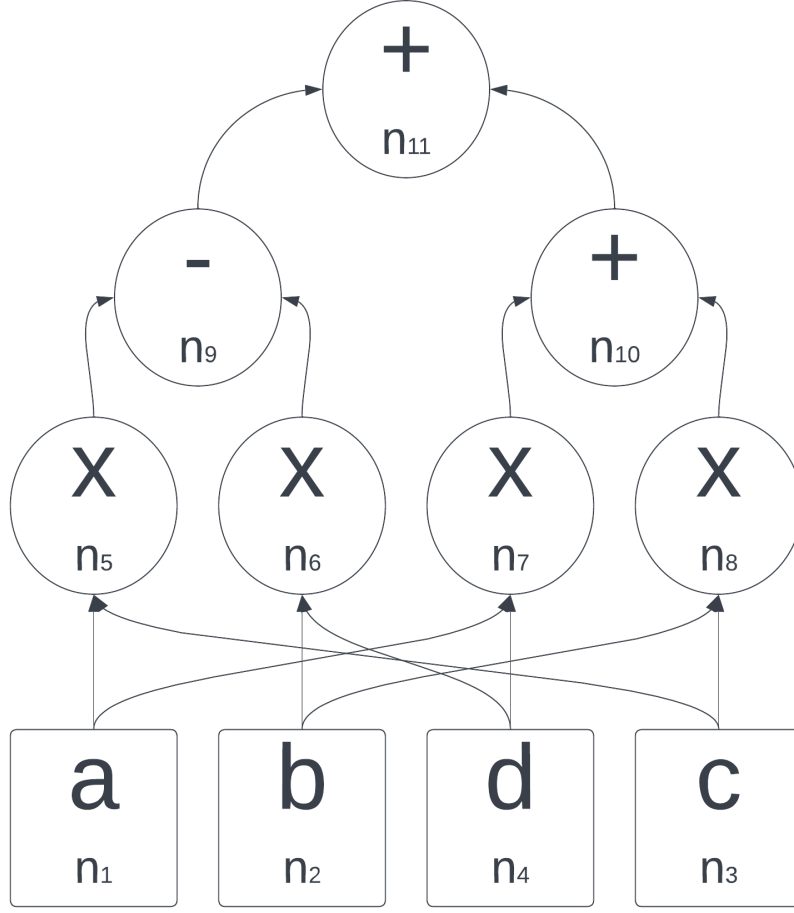 +
n₁₁
-
n₉
+
n₁₀
x
n₅
x
n₆
x
n₇
x
n₈
a
n₁
b
n₂
d
n₄
c
n₃